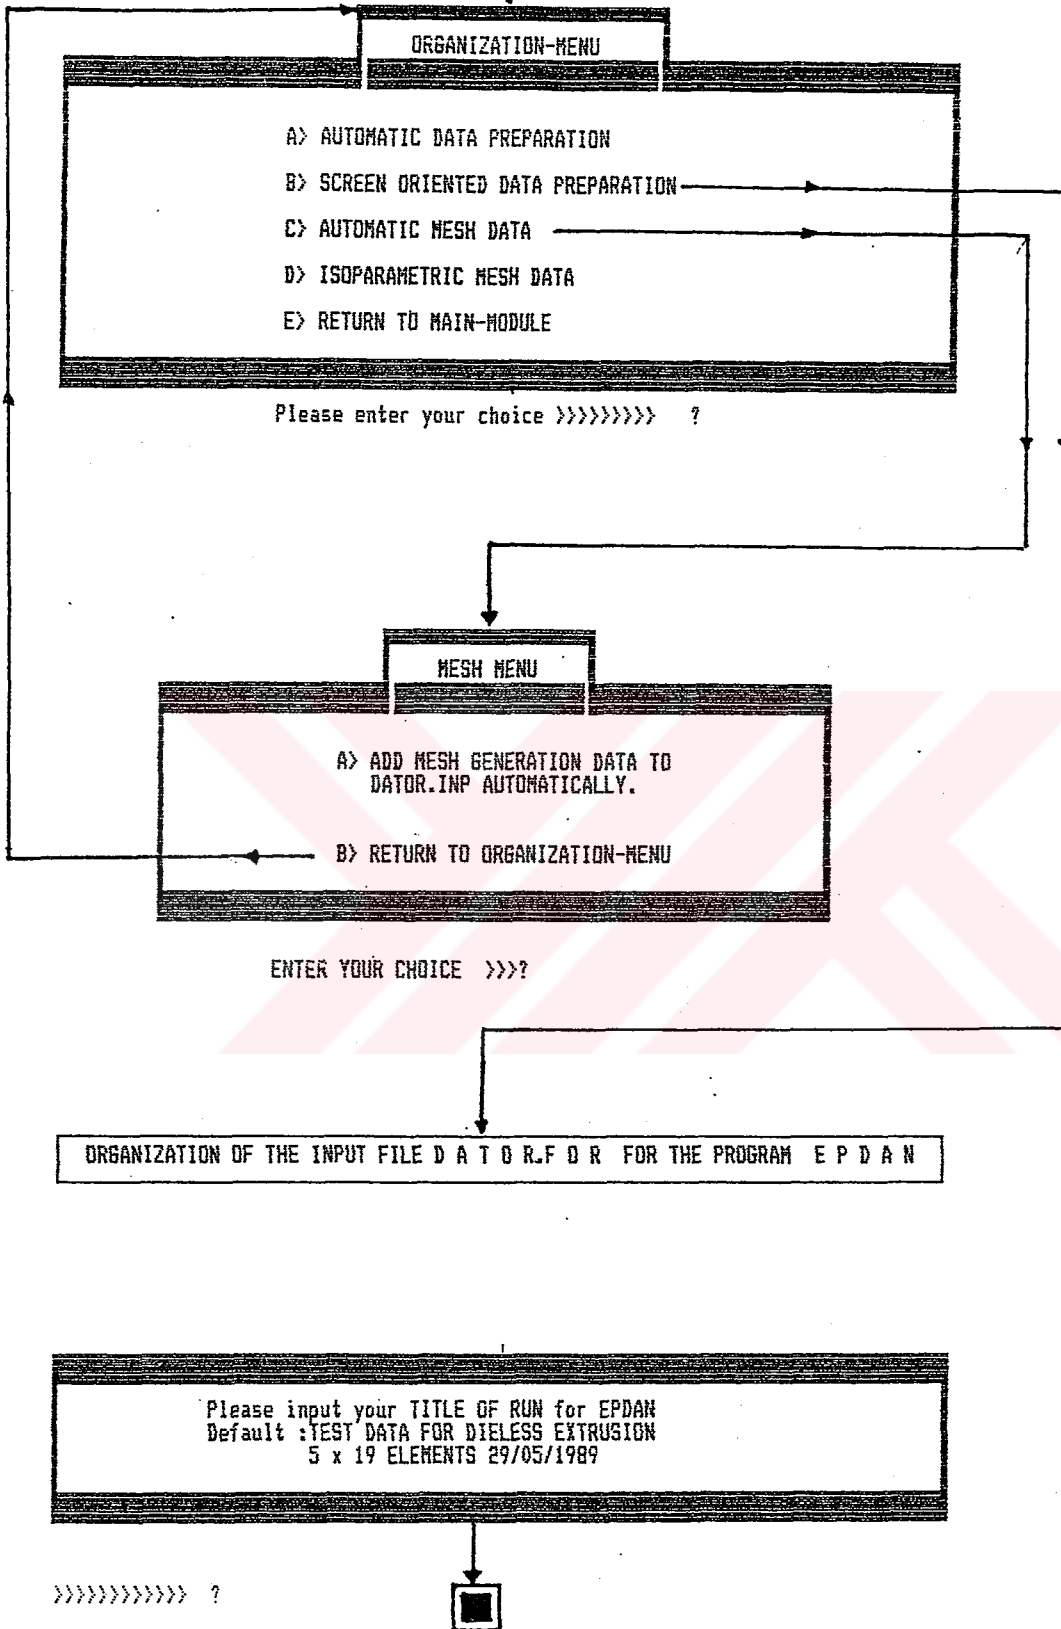 ORGANIZATION-MENU
A> AUTOMATIC DATA PREPARATION
B> SCREEN ORIENTED DATA PREPARATION
C> AUTOMATIC MESH DATA
D> ISOPARAMETRIC MESH DATA
E> RETURN TO MAIN-MODULE
Please enter your choice >>>>>>>>> ?
MESH MENU
A> ADD MESH GENERATION DATA TO
DATOR.INP AUTOMATICALLY.
B> RETURN TO ORGANIZATION-MENU
ENTER YOUR CHOICE >>>?
ORGANIZATION OF THE INPUT FILE D A T O R.F O R FOR THE PROGRAM E P D A N
Please input your TITLE OF RUN for EPDAN
Default :TEST DATA FOR DIELESS EXTRUSION
5 x 19 ELEMENTS 29/05/1989
>>>>>>>>>>>> ?